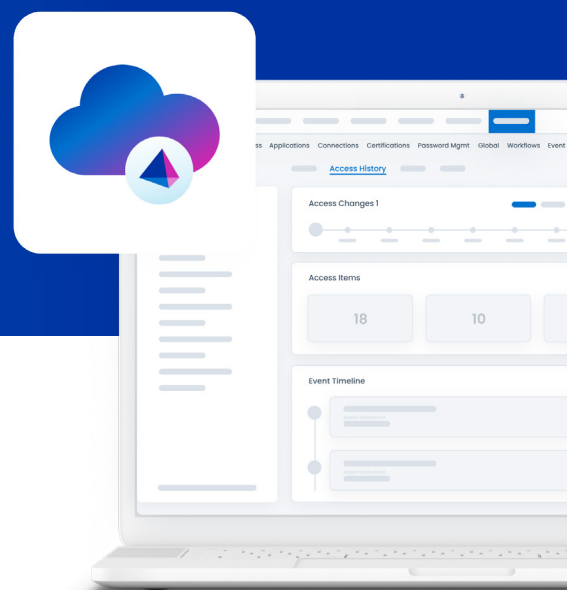 Applications Connections Certifications Password Mgmt Global Workflows Event
Access History
Access Changes 1
Access Items
18 10
Event Timeline